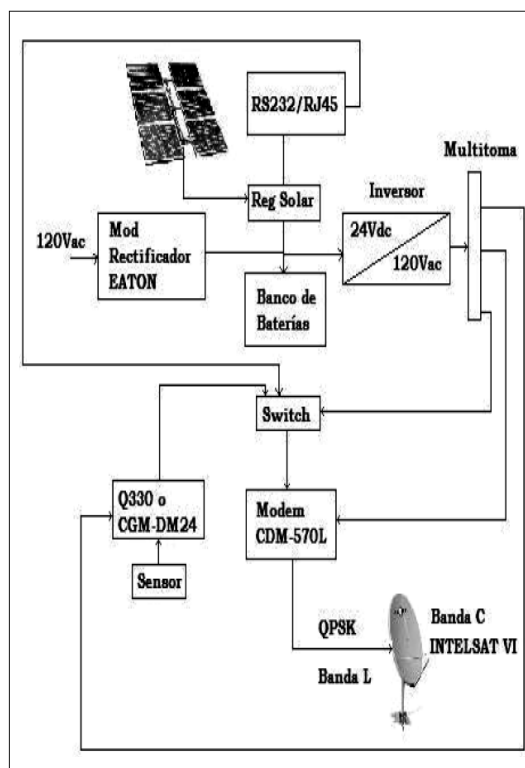 RS232/RJ45
Multitoma
Reg Solar
Inversor
120Vac
Mod
Rectificador
EATON
24Vdc
120Vac
Banco de
Baterías
Switch
Q330 o
CGM-DM24
Modem
CDM-570L
Sensor
QPSK
Banda C
INTELSAT VI
Banda L